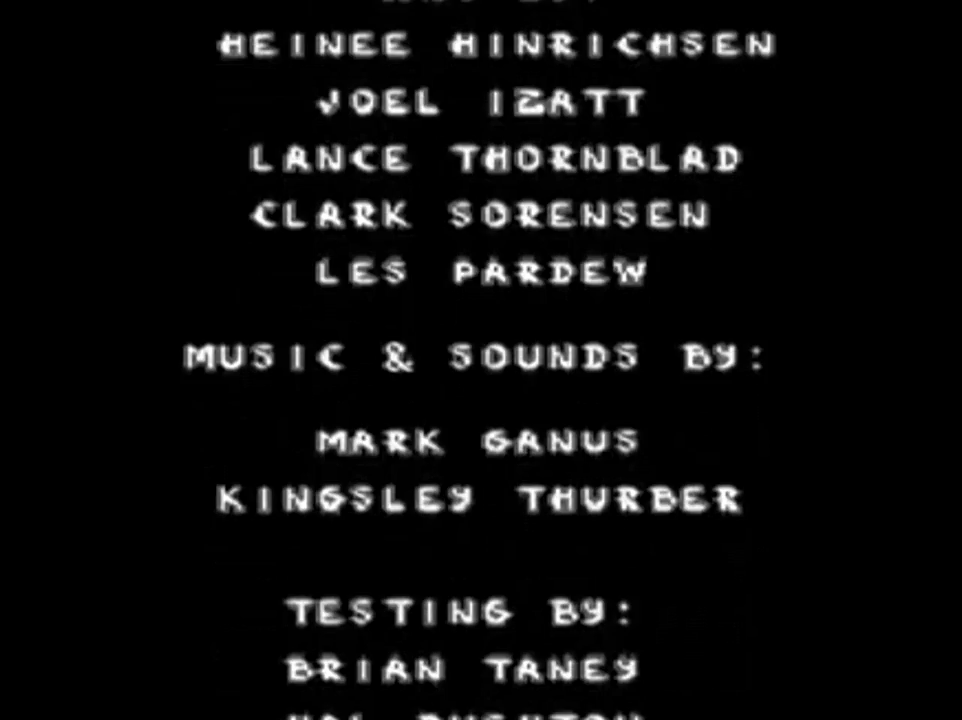 HEINEE HINRICHSEN
JOEL IZATT
LANCE THORNBLAD
CLARK SORENSEN
LES PARDEW
MUSIC & SOUNDS BY:
MARK GANUS
KINGSLEY THURBER
TESTING BY:
BRIAN TANEY